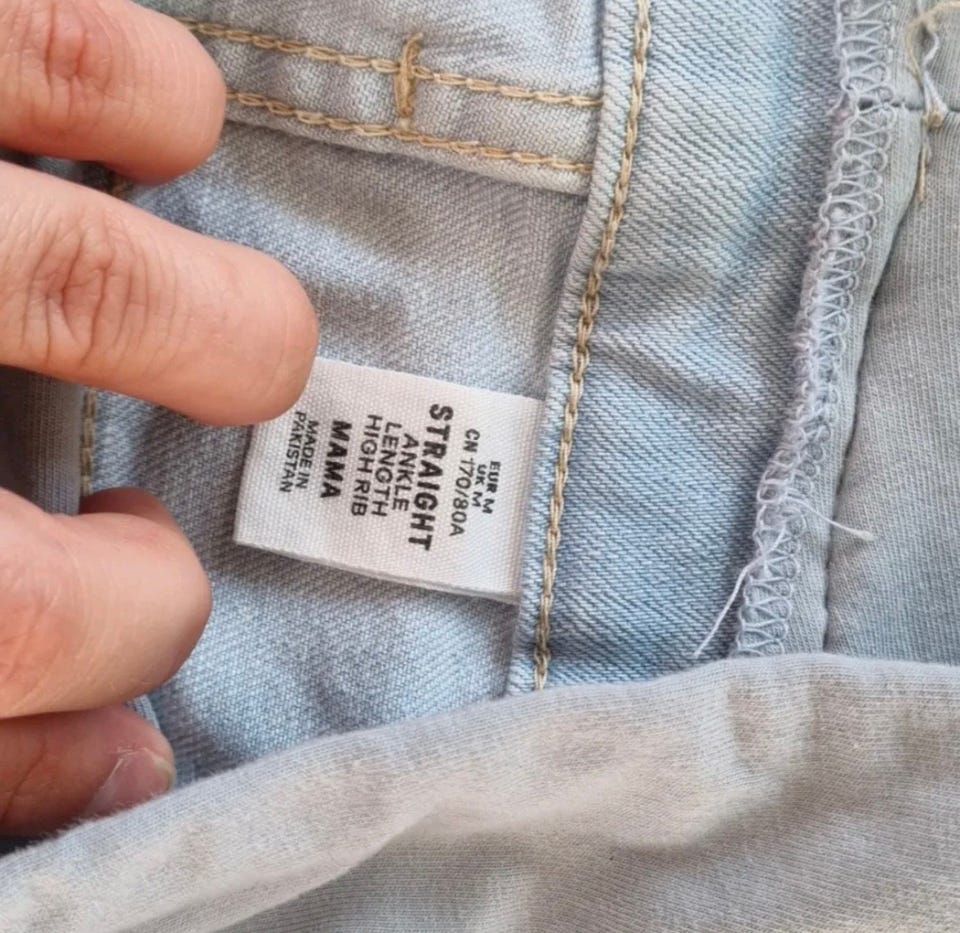 EUR M
UK M
CN 170/80A
STRAIGHT
ANKLE
LENGTH
HIGH RIB
MAMA
MADE IN
PAKISTAN